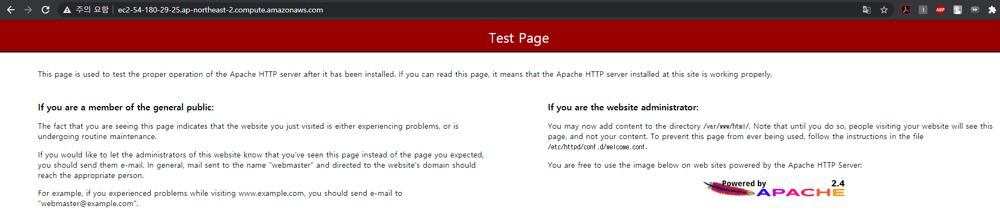 주의 요함 ec2-54-180-29-25.ap-northeast-2.compute.amazonaws.com
ABP
Test Page
This page is used to test the proper operation of the Apache HTTP server after it has been installed. If you can read this page, it means that the Apache HTTP server installed at this site is working properly.
If you are a member of the general public:
The fact that you are seeing this page indicates that the website you just visited is either experiencing problems, or is
undergoing routine maintenance.
If you would like to let the administrators of this website know that you've seen this page instead of the page you expected,
you should send them e-mail. In general, mail sent to the name "webmaster" and directed to the website's domain should
reach the appropriate person.
For example, if you experienced problems while visiting www.example.com, you should send e-mail to
"webmaster@example.com".
If you are the website administrator:
You may now add content to the directory /var/www/html/. Note that until you do so, people visiting your website will see this
page, and not your content. To prevent this page from ever being used, follow the instructions in the file
/etc/httpd/conf.d/welcome.conf.
You are free to use the image below on web sites powered by the Apache HTTP Server:
Powered by 2.4
APACHE